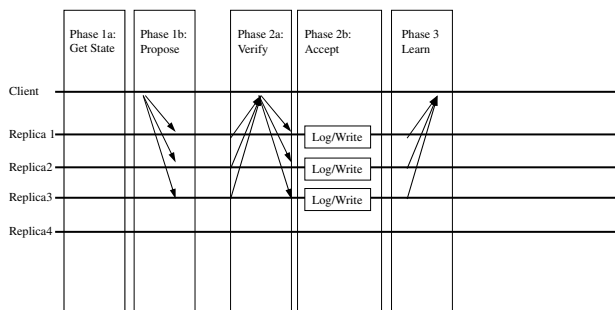 Phase 1a:
Get State
Phase 1b:
Propose
Phase 2a:
Verify
Phase 2b:
Accept
Phase 3
Learn
Client
Replica 1
Log/Write
Replica2
Log/Write
Replica3
Log/Write
Replica4